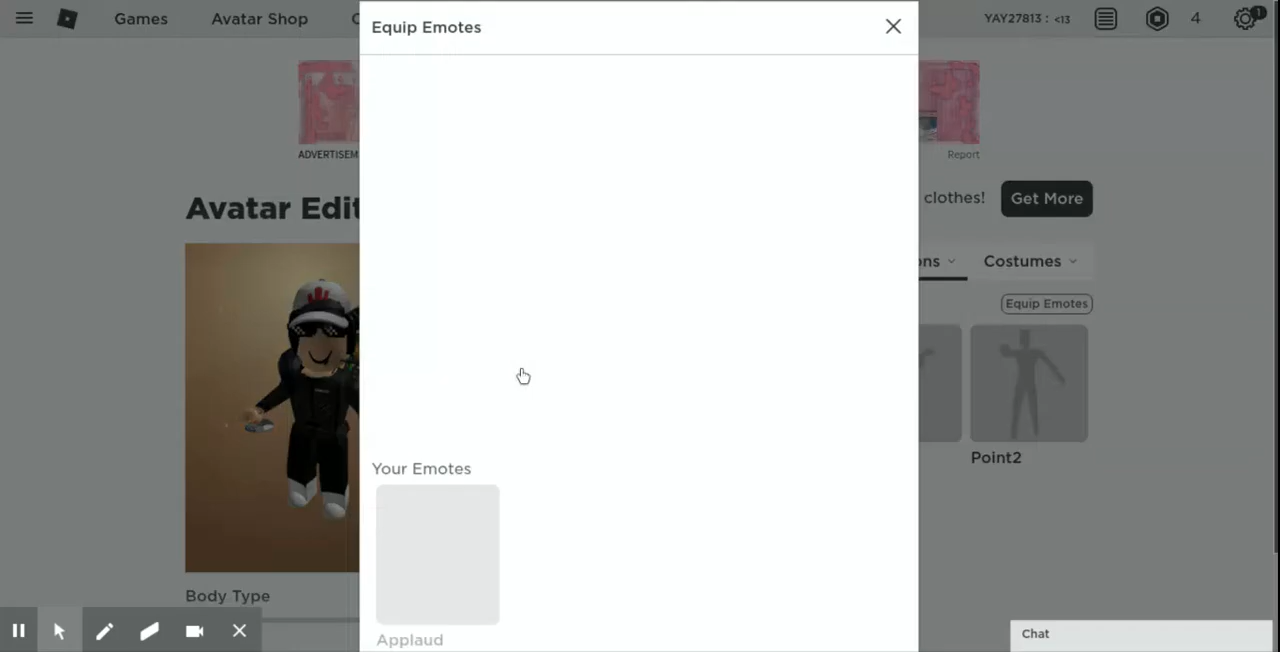 Games
Avatar Shop
YAY27813 : <13
4
1
Equip Emotes
ADVERTISEM
Report
Avatar Edit
clothes!
Get More
ons
Costumes
Equip Emotes
Point2
Your Emotes
Applaud
Body Type
Chat